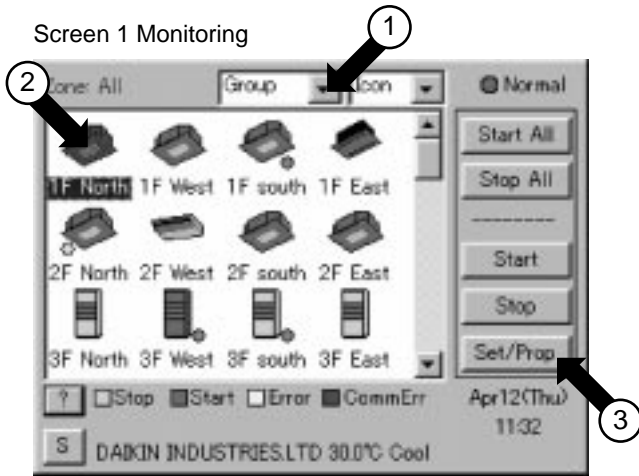 Screen 1 Monitoring
1
2
Zone: All
Group
Icon
Normal
1F North 1F West 1F south 1F East
2F North 2F West 2F south 2F East
3F North 3F West 3F south 3F East
Start All
Stop All
--------
Start
Stop
Set/Prop
3
? Stop Start Error CommErr
Apr12(Thu)
11:32
S DAIKIN INDUSTRIES.LTD 30.0℃ Cool